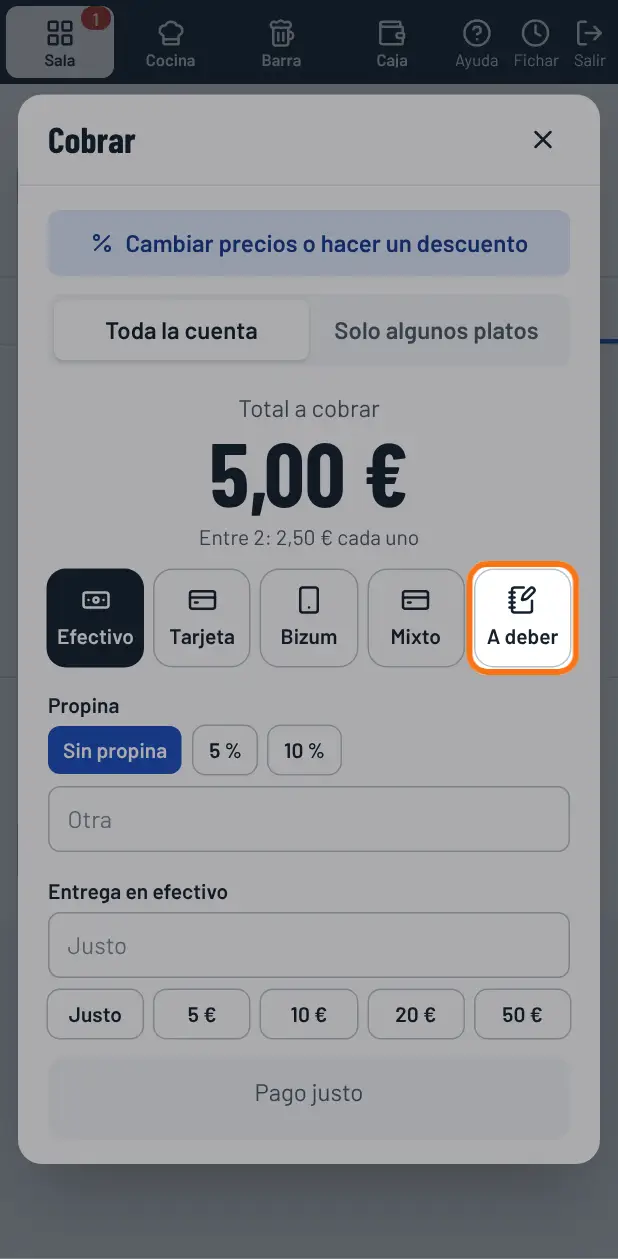 1
Sala Cocina Barra Caja Ayuda Fichar Salir
Cobrar
% Cambiar precios o hacer un descuento
Toda la cuenta Solo algunos platos
Total a cobrar
5,00 €
Entre 2: 2,50 € cada uno
Efectivo Tarjeta Bizum Mixto A deber
Propina
Sin propina 5 % 10 %
Otra
Entrega en efectivo
Justo
Justo 5 € 10 € 20 € 50 €
Pago justo